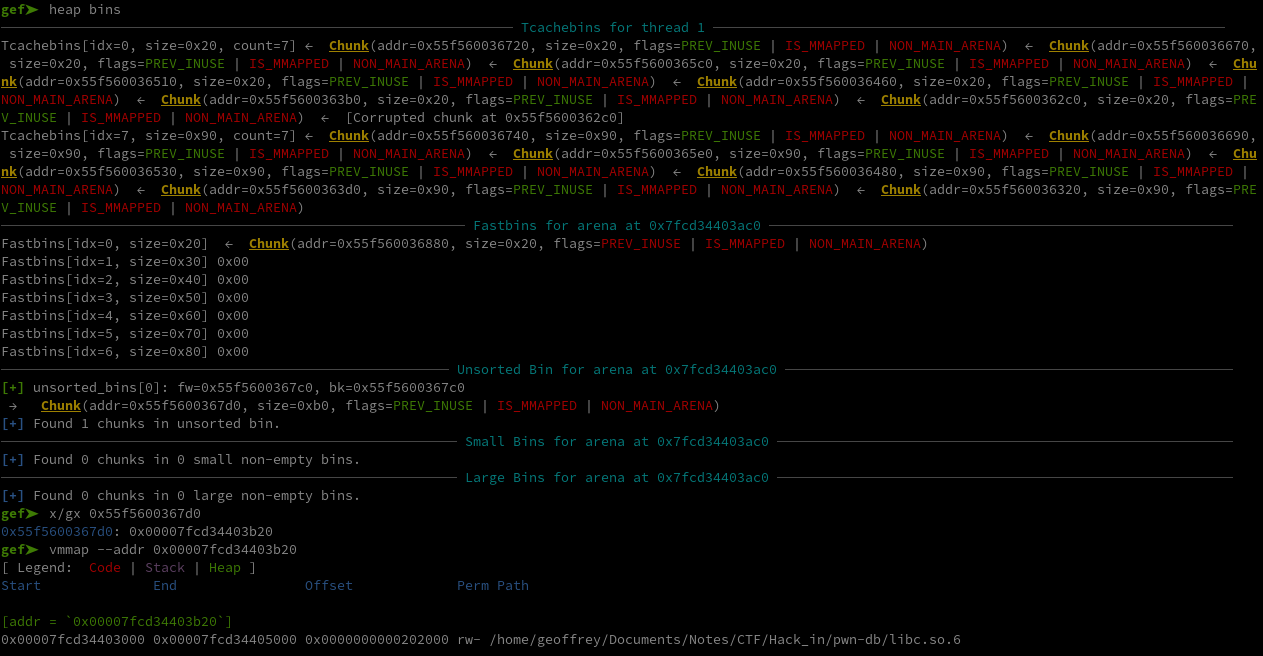 gef➤  heap bins
Tcachebins for thread 1
Tcachebins[idx=0, size=0x20, count=7] ←  Chunk(addr=0x55f560036720, size=0x20, flags=PREV_INUSE | IS_MMAPPED | NON_MAIN_ARENA)  ←  Chunk(addr=0x55f560036670,
 size=0x20, flags=PREV_INUSE | IS_MMAPPED | NON_MAIN_ARENA)  ←  Chunk(addr=0x55f5600365c0, size=0x20, flags=PREV_INUSE | IS_MMAPPED | NON_MAIN_ARENA)  ←  Chu
nk(addr=0x55f560036510, size=0x20, flags=PREV_INUSE | IS_MMAPPED | NON_MAIN_ARENA)  ←  Chunk(addr=0x55f560036460, size=0x20, flags=PREV_INUSE | IS_MMAPPED |
NON_MAIN_ARENA)  ←  Chunk(addr=0x55f5600363b0, size=0x20, flags=PREV_INUSE | IS_MMAPPED | NON_MAIN_ARENA)  ←  Chunk(addr=0x55f5600362c0, size=0x20, flags=PRE
V_INUSE | IS_MMAPPED | NON_MAIN_ARENA)  ←  [Corrupted chunk at 0x55f5600362c0]
Tcachebins[idx=7, size=0x90, count=7] ←  Chunk(addr=0x55f560036740, size=0x90, flags=PREV_INUSE | IS_MMAPPED | NON_MAIN_ARENA)  ←  Chunk(addr=0x55f560036690,
 size=0x90, flags=PREV_INUSE | IS_MMAPPED | NON_MAIN_ARENA)  ←  Chunk(addr=0x55f5600365e0, size=0x90, flags=PREV_INUSE | IS_MMAPPED | NON_MAIN_ARENA)  ←  Chu
nk(addr=0x55f560036530, size=0x90, flags=PREV_INUSE | IS_MMAPPED | NON_MAIN_ARENA)  ←  Chunk(addr=0x55f560036480, size=0x90, flags=PREV_INUSE | IS_MMAPPED |
NON_MAIN_ARENA)  ←  Chunk(addr=0x55f5600363d0, size=0x90, flags=PREV_INUSE | IS_MMAPPED | NON_MAIN_ARENA)  ←  Chunk(addr=0x55f560036320, size=0x90, flags=PRE
V_INUSE | IS_MMAPPED | NON_MAIN_ARENA)
Fastbins for arena at 0x7fcd34403ac0
Fastbins[idx=0, size=0x20]  ←  Chunk(addr=0x55f560036880, size=0x20, flags=PREV_INUSE | IS_MMAPPED | NON_MAIN_ARENA)
Fastbins[idx=1, size=0x30] 0x00
Fastbins[idx=2, size=0x40] 0x00
Fastbins[idx=3, size=0x50] 0x00
Fastbins[idx=4, size=0x60] 0x00
Fastbins[idx=5, size=0x70] 0x00
Fastbins[idx=6, size=0x80] 0x00
Unsorted Bin for arena at 0x7fcd34403ac0
[+] unsorted_bins[0]: fw=0x55f5600367c0, bk=0x55f5600367c0
 →   Chunk(addr=0x55f5600367d0, size=0xb0, flags=PREV_INUSE | IS_MMAPPED | NON_MAIN_ARENA)
[+] Found 1 chunks in unsorted bin.
Small Bins for arena at 0x7fcd34403ac0
[+] Found 0 chunks in 0 small non-empty bins.
Large Bins for arena at 0x7fcd34403ac0
[+] Found 0 chunks in 0 large non-empty bins.
gef➤  x/gx 0x55f5600367d0
0x55f5600367d0: 0x00007fcd34403b20
gef➤  vmmap --addr 0x00007fcd34403b20
[ Legend:  Code | Stack | Heap ]
Start              End                Offset             Perm Path
[addr = `0x00007fcd34403b20`]
0x00007fcd34403000 0x00007fcd34405000 0x0000000000202000 rw- /home/geoffrey/Documents/Notes/CTF/Hack_in/pwn-db/libc.so.6